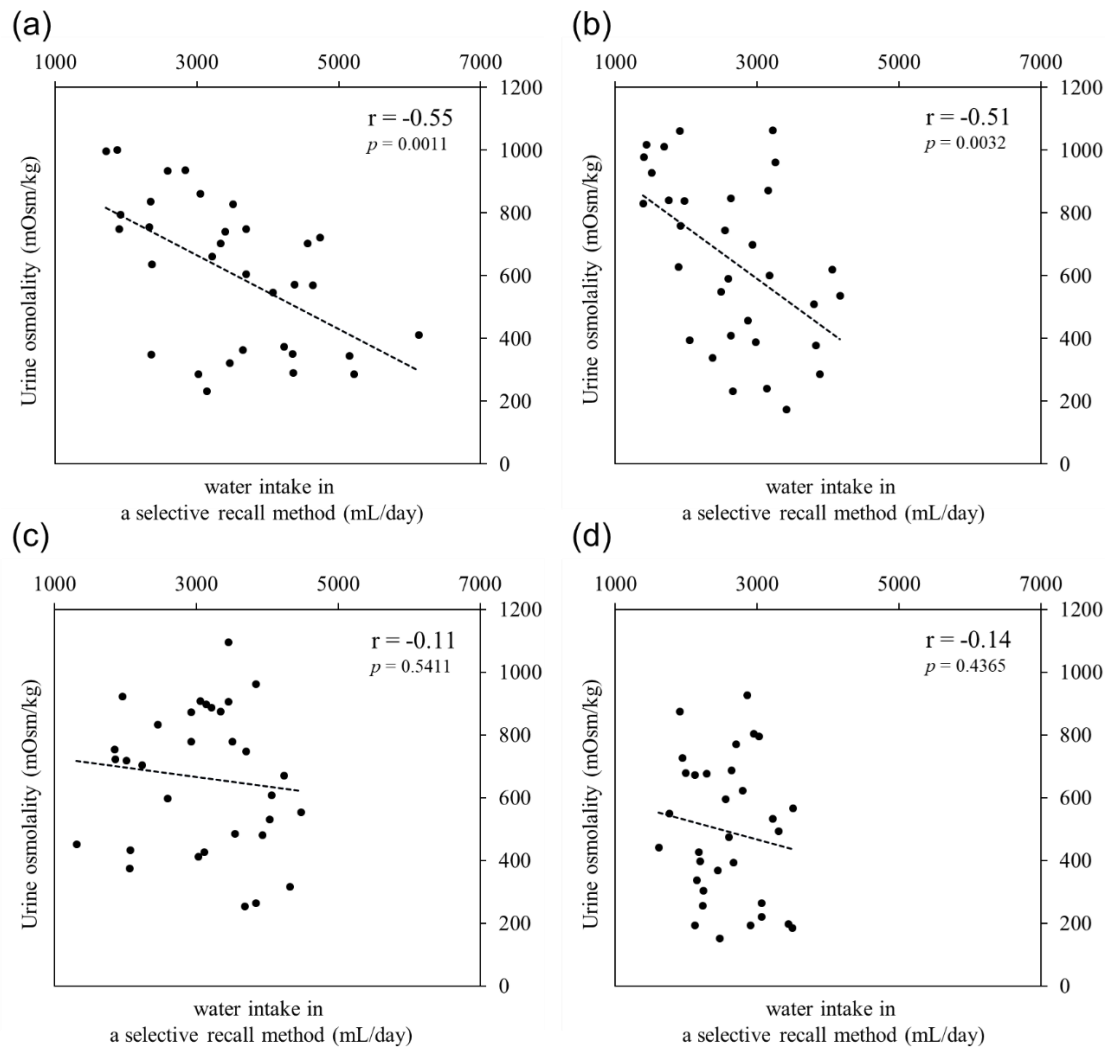 (a)
1000 3000 5000 7000
1200
r = -0.55
p = 0.0011
1000
800
600
400
200
0
Urine osmolality (mOsm/kg)
water intake in
a selective recall method (mL/day)
(b)
1000 3000 5000 7000
1200
r = -0.51
p = 0.0032
1000
800
600
400
200
0
Urine osmolality (mOsm/kg)
water intake in
a selective recall method (mL/day)
(c)
1000 3000 5000 7000
1200
r = -0.11
p = 0.5411
1000
800
600
400
200
0
Urine osmolality (mOsm/kg)
water intake in
a selective recall method (mL/day)
(d)
1000 3000 5000 7000
1200
r = -0.14
p = 0.4365
1000
800
600
400
200
0
Urine osmolality (mOsm/kg)
water intake in
a selective recall method (mL/day)